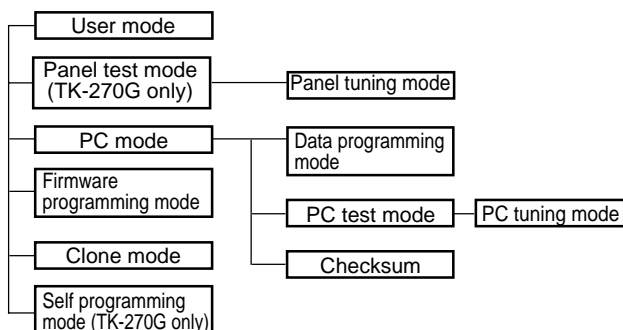 User mode
Panel test mode
(TK-270G only)
Panel tuning mode
PC mode
Data programming
mode
Firmware
programming mode
PC test mode
PC tuning mode
Clone mode
Checksum
Self programming
mode (TK-270G only)